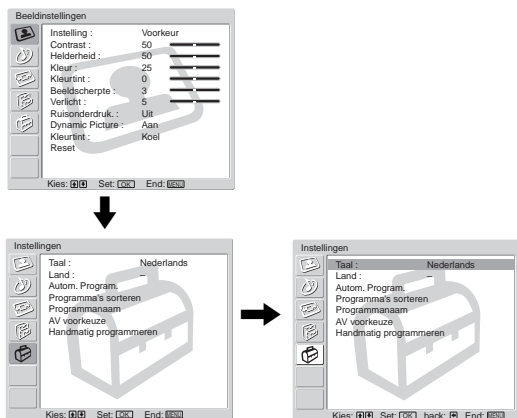 Beeldinstellingen
Instelling : Voorkeur
Contrast : 50
Helderheid : 50
Kleur : 25
Kleurtint : 0
Beeldscherpte : 3
Verlicht : 5
Ruisonderdruk. : Uit
Dynamic Picture : Aan
Kleurtint : Koel
Reset
Kies: Set: OK End: MENU
Instellingen
Taal : Nederlands
Land : –
Autom. Program.
Programma's sorteren
Programmanaam
AV voorkeuze
Handmatig programmeren
Kies: Set: OK End: MENU
Instellingen
Taal : Nederlands
Land : –
Autom. Program.
Programma's sorteren
Programmanaam
AV voorkeuze
Handmatig programmeren
Kies: Set: OK back: End: MENU